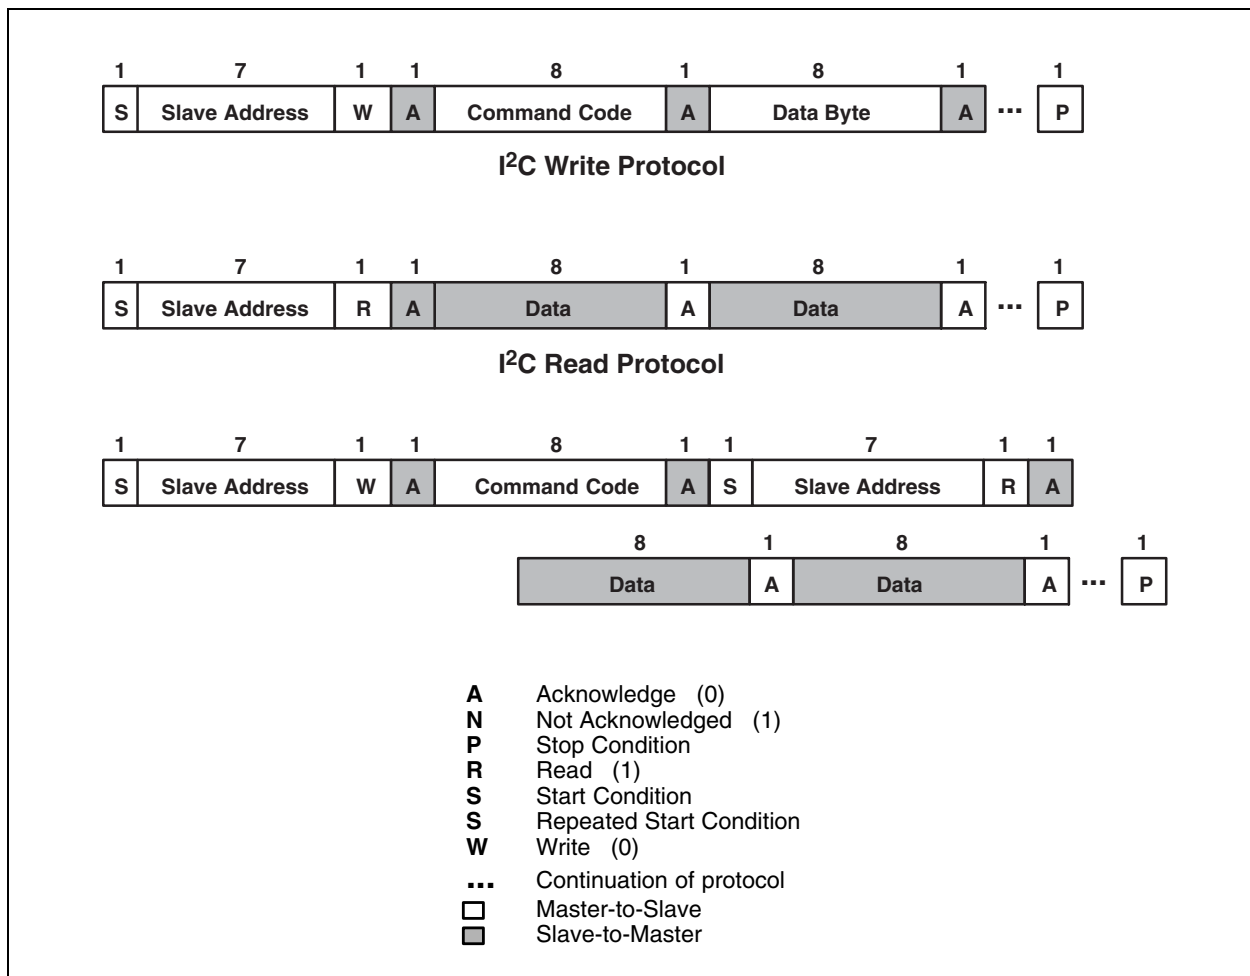 1 7 1 1 8 1 8 1 1
S Slave Address W A Command Code A Data Byte A ... P
I²C Write Protocol
1 7 1 1 8 1 8 1 1
S Slave Address R A Data A Data A ... P
I²C Read Protocol
1 7 1 1 8 1 1 7 1 1
S Slave Address W A Command Code A S Slave Address R A
8 1 8 1 1
Data A Data A ... P
A Acknowledge (0)
N Not Acknowledged (1)
P Stop Condition
R Read (1)
S Start Condition
S Repeated Start Condition
W Write (0)
... Continuation of protocol
Master-to-Slave
Slave-to-Master